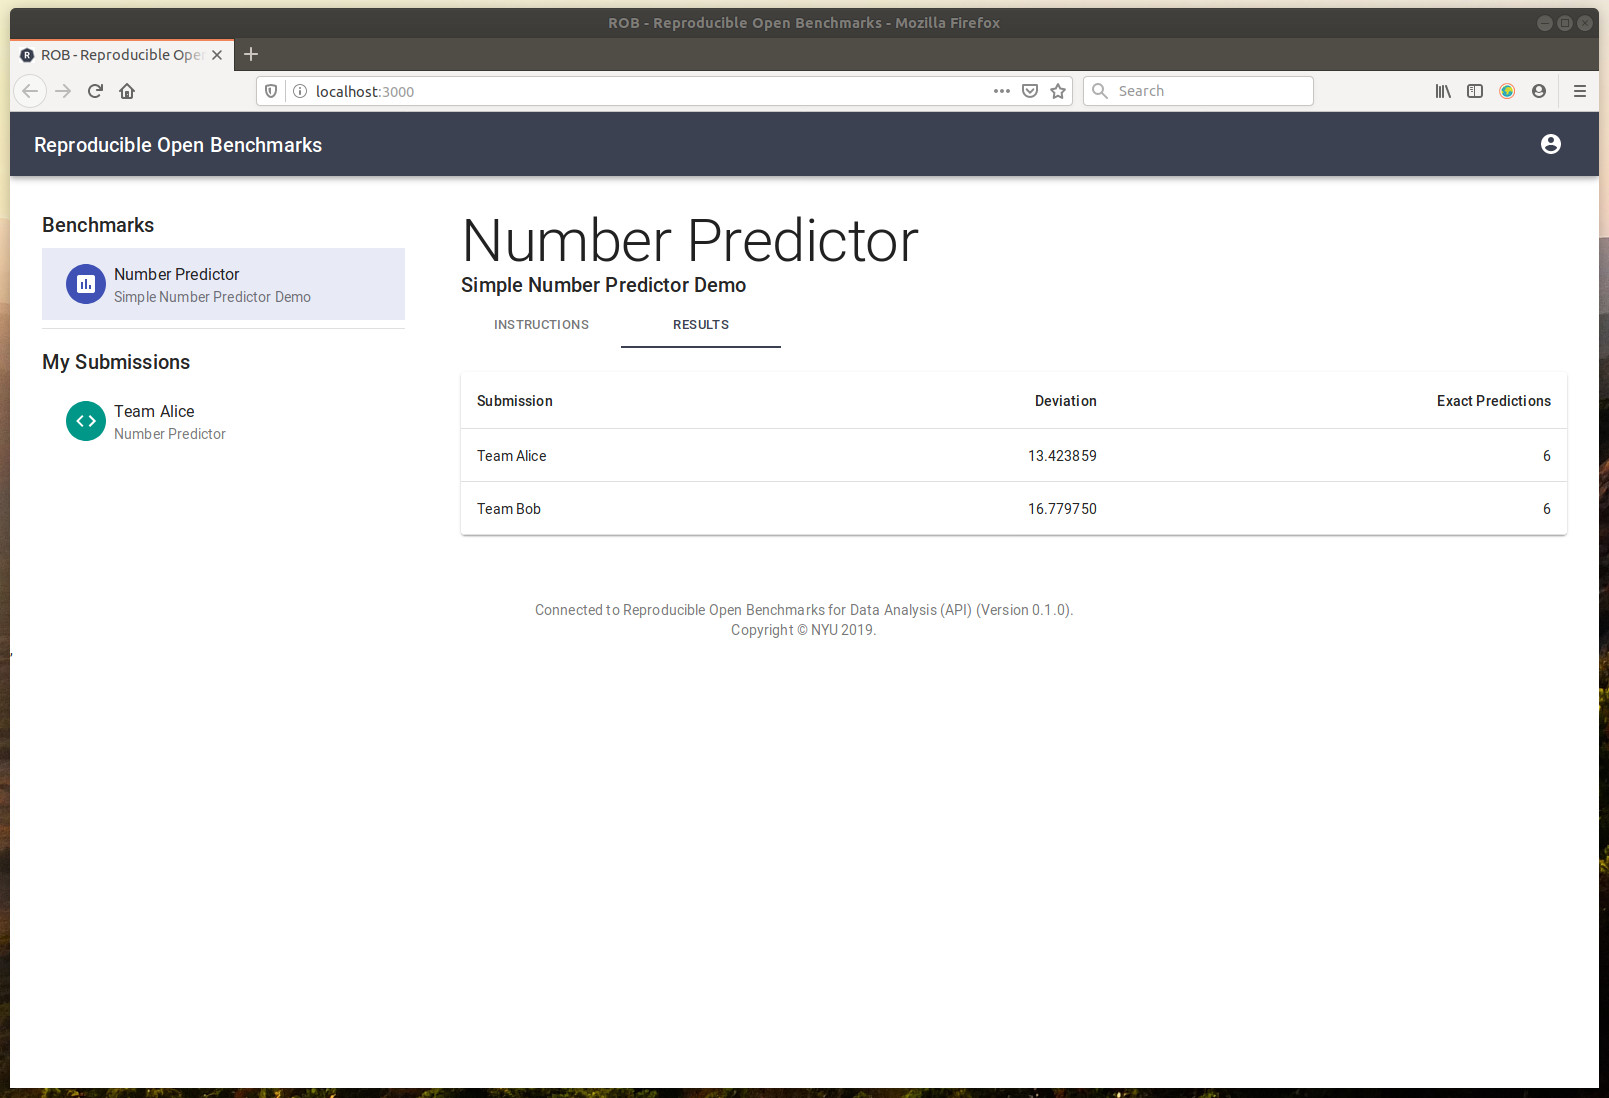 ROB - Reproducible Open Benchmarks - Mozilla Firefox
ROB - Reproducible Ope
localhost:3000
Search
Reproducible Open Benchmarks
Benchmarks
Number Predictor
Simple Number Predictor Demo
My Submissions
Team Alice
Number Predictor
Number Predictor
Simple Number Predictor Demo
INSTRUCTIONS RESULTS
Submission Deviation Exact Predictions
Team Alice 13.423859 6
Team Bob 16.779750 6
Connected to Reproducible Open Benchmarks for Data Analysis (API) (Version 0.1.0).
Copyright © NYU 2019.